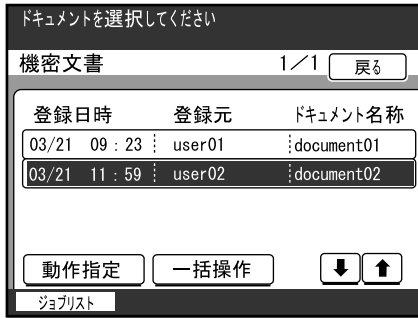 ドキュメントを選択してください
機密文書 1/1 戻る
登録日時 登録元 ドキュメント名称
03/21 09:23 user01 document01
03/21 11:59 user02 document02
動作指定 一括操作
ジョブリスト